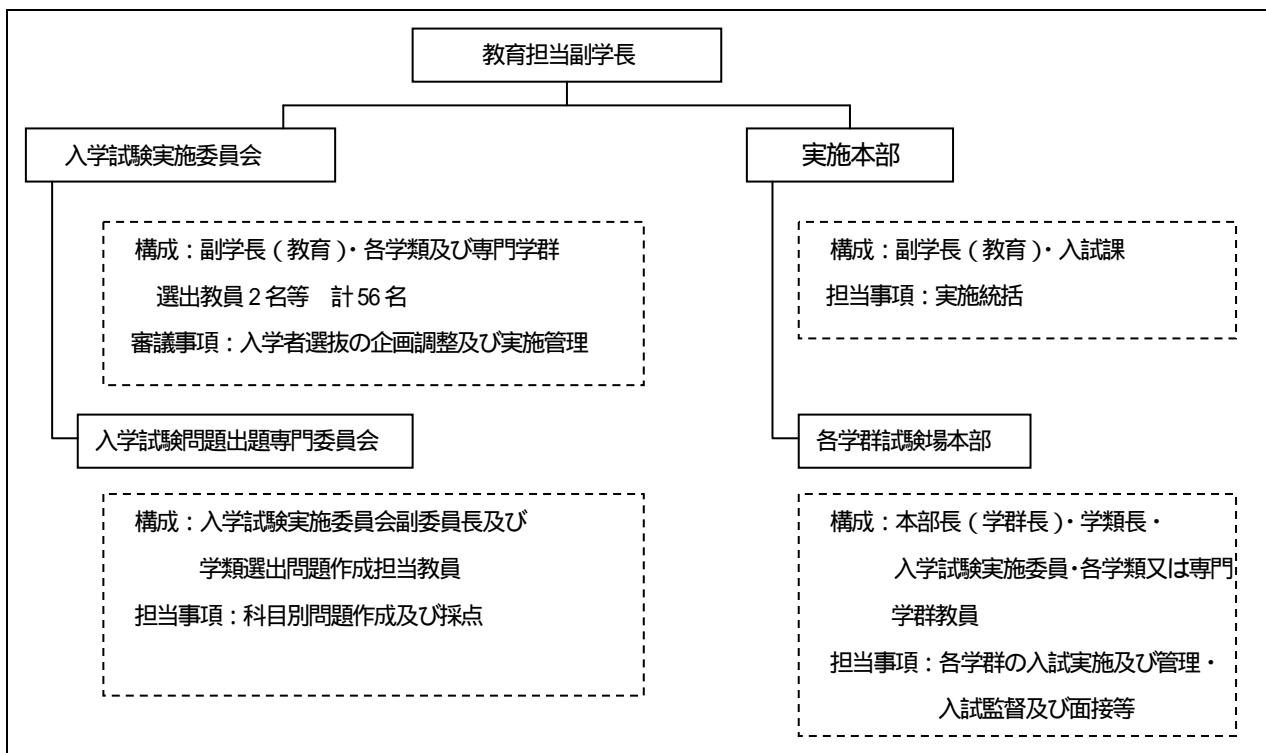 教育担当副学長
入学試験実施委員会
実施本部
構成：副学長（教育）・各学類及び専門学群
選出教員2名等　計56名
審議事項：入学者選抜の企画調整及び実施管理
構成：副学長（教育）・入試課
担当事項：実施統括
入学試験問題出題専門委員会
各学群試験場本部
構成：入学試験実施委員会副委員長及び
学類選出問題作成担当教員
担当事項：科目別問題作成及び採点
構成：本部長（学群長）・学類長・
入学試験実施委員・各学類又は専門
学群教員
担当事項：各学群の入試実施及び管理・
入試監督及び面接等